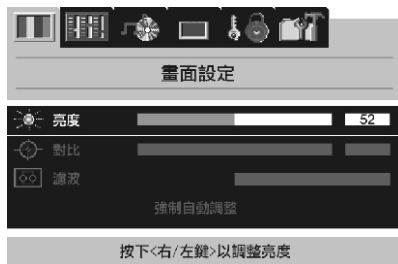 畫面設定
亮度 52
對比
濾波
強制自動調整
按下<右/左鍵>以調整亮度